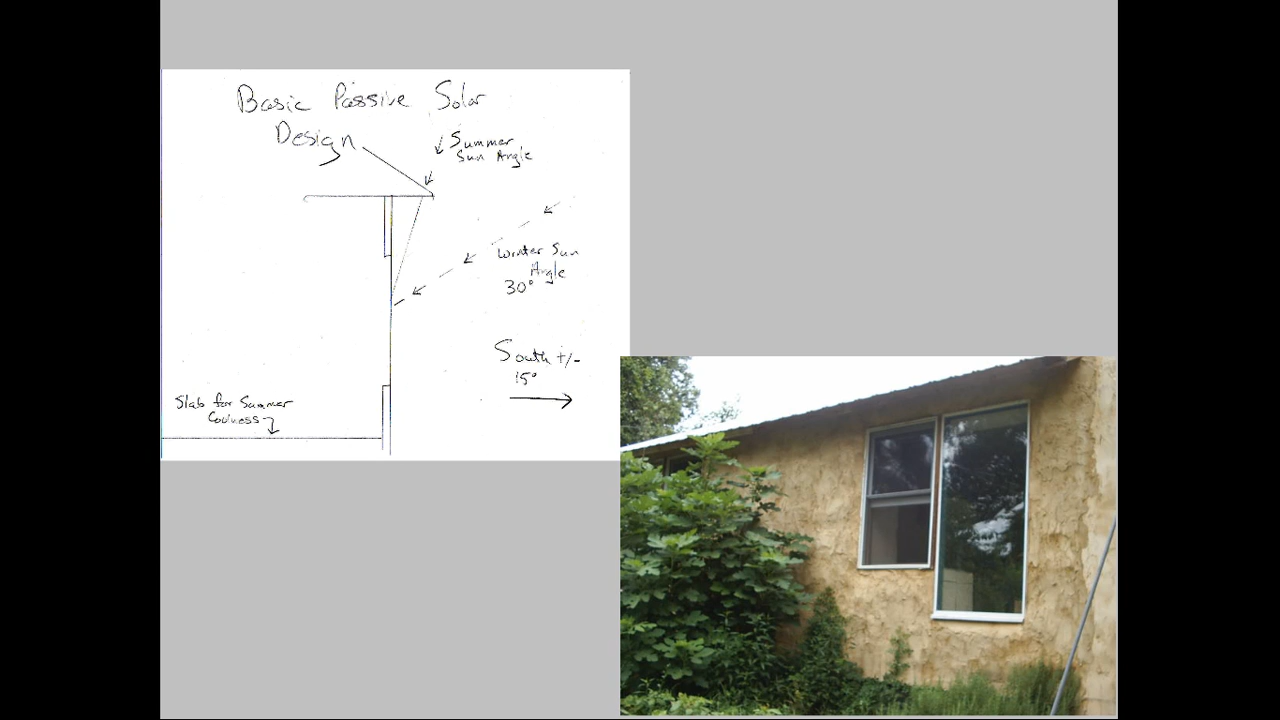 Basic Passive Solar
Design
Summer
Sun Angle
Winter Sun
Angle
30°
South +/-
15°
Slab for Summer
Coolness